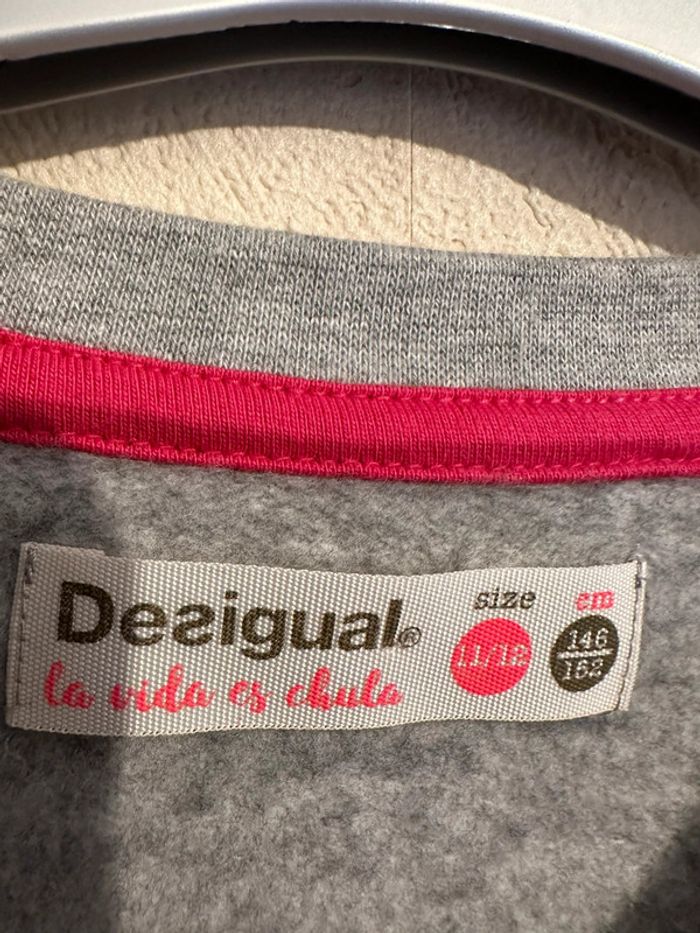 Desigual®
la vida es chula
size
11/12
cm
146
162